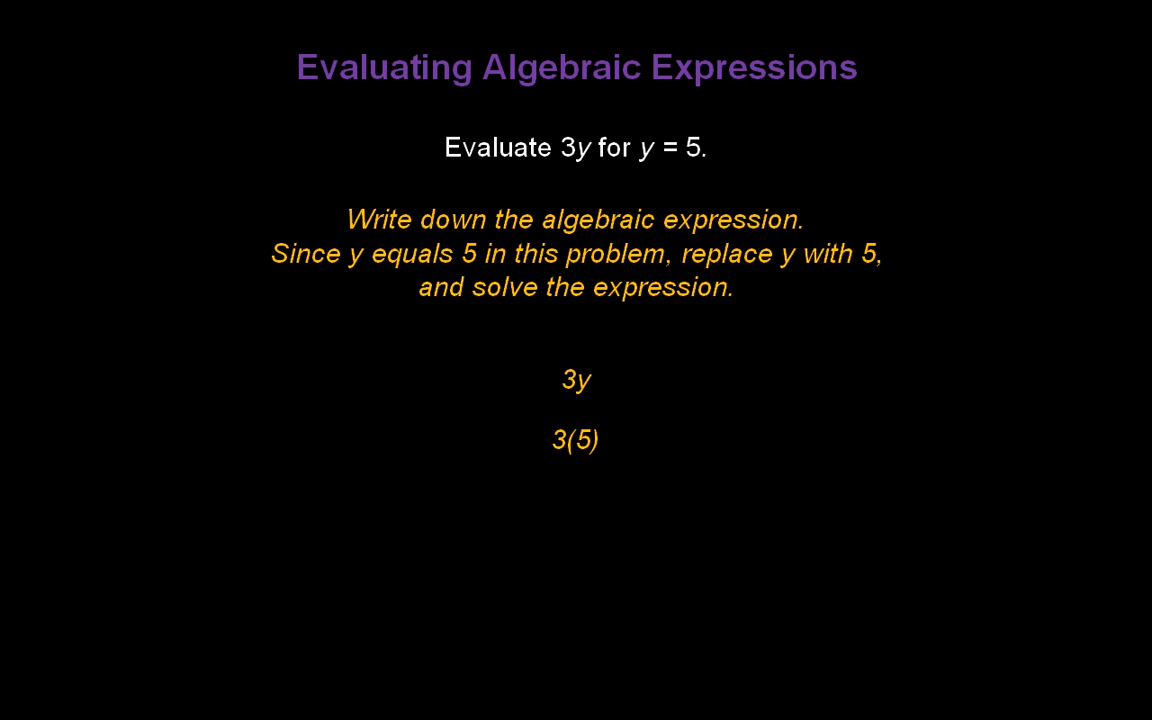 Evaluating Algebraic Expressions
Evaluate 3y for y = 5.
Write down the algebraic expression.
Since y equals 5 in this problem, replace y with 5,
and solve the expression.
3y
3(5)